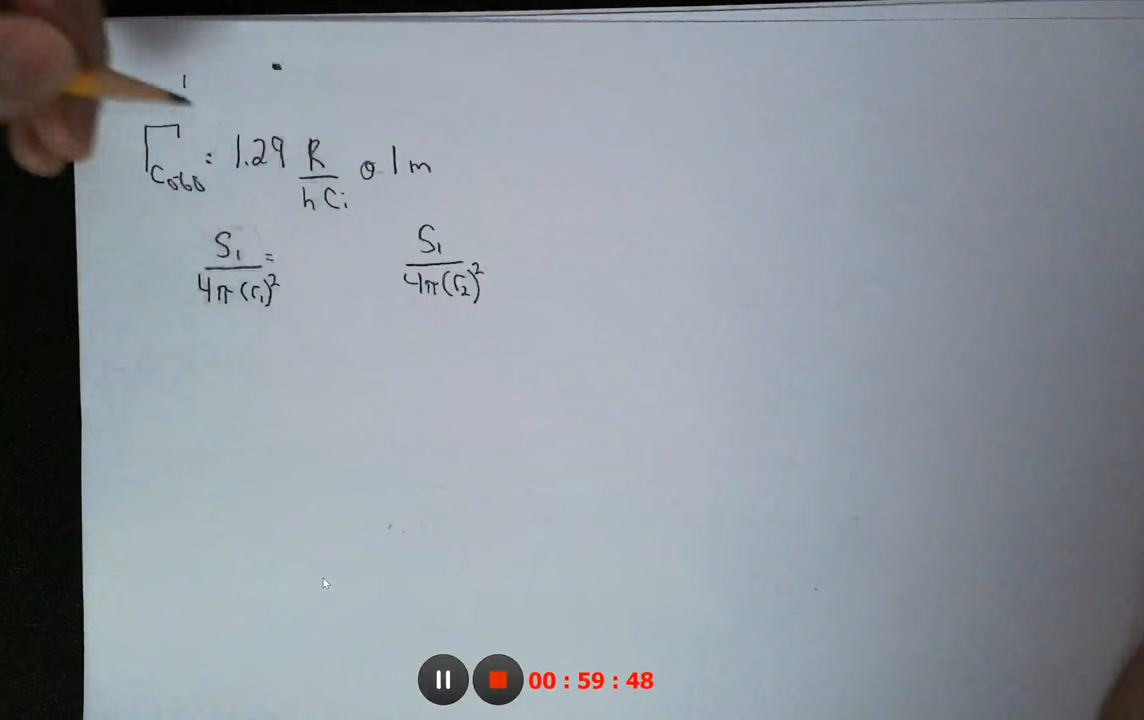 Γ Co60 = 1.29 R/hCi @ 1m
S₁/4π(r₁)² = S₁/4π(r₂)²
00 : 59 : 48